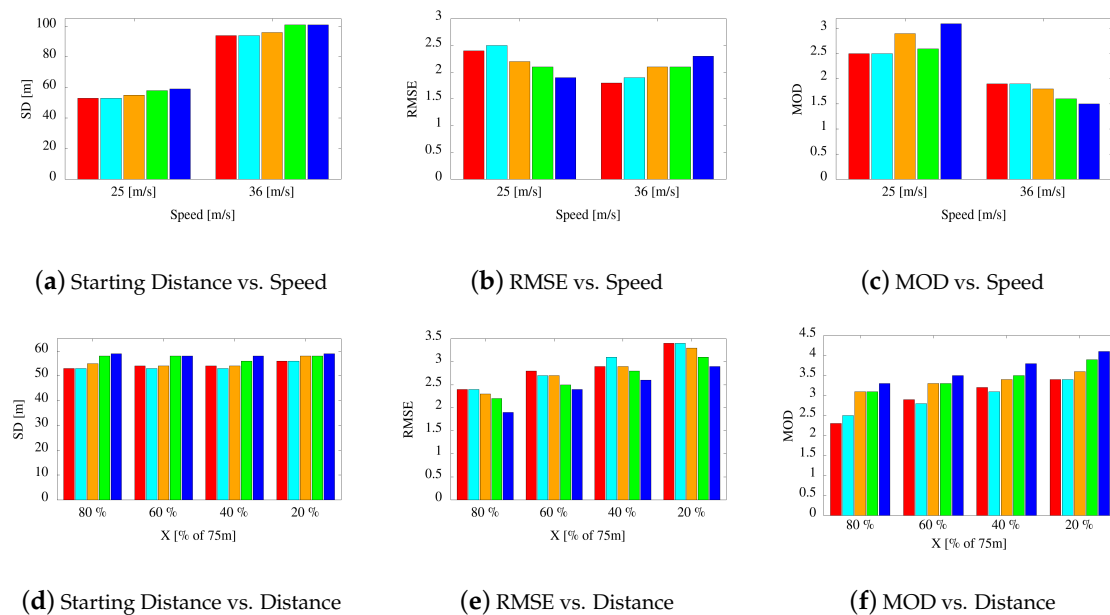 100
80
60
40
20
0
SD [m]
25 [m/s]
36 [m/s]
Speed [m/s]
(a) Starting Distance vs. Speed
3
2.5
2
1.5
1
0.5
0
RMSE
25 [m/s]
36 [m/s]
Speed [m/s]
(b) RMSE vs. Speed
3
2.5
2
1.5
1
0.5
0
MOD
25 [m/s]
36 [m/s]
Speed [m/s]
(c) MOD vs. Speed
60
50
40
30
20
10
0
SD [m]
80 %
60 %
40 %
20 %
X [% of 75m]
(d) Starting Distance vs. Distance
3.5
3
2.5
2
1.5
1
0.5
0
RMSE
80 %
60 %
40 %
20 %
X [% of 75m]
(e) RMSE vs. Distance
4.5
4
3.5
3
2.5
2
1.5
1
0.5
0
MOD
80 %
60 %
40 %
20 %
X [% of 75m]
(f) MOD vs. Distance